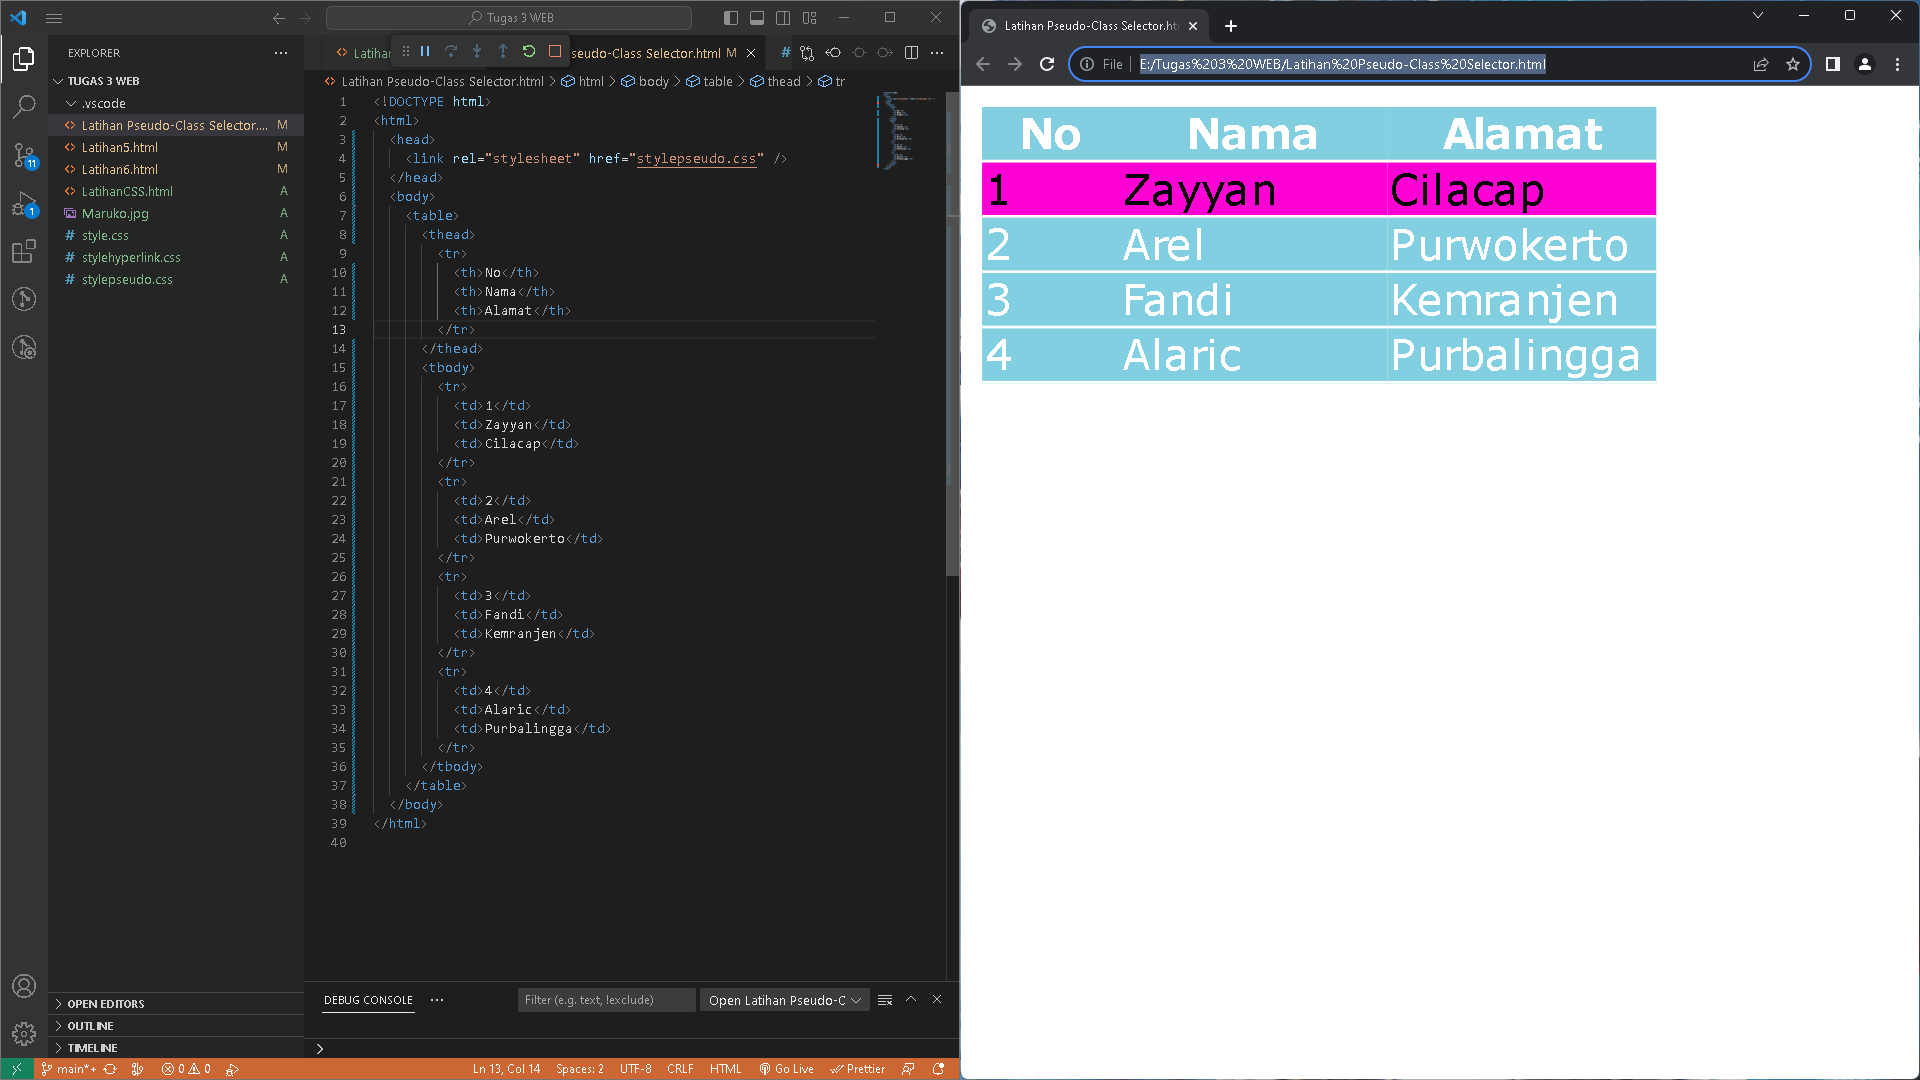 Tugas 3 WEB
EXPLORER
TUGAS 3 WEB
.vscode
Latihan Pseudo-Class Selector.... M
Latihan5.html M
Latihan6.html M
LatihanCSS.html A
Maruko.jpg A
# style.css A
# stylehyperlink.css A
# stylepseudo.css A
OPEN EDITORS
OUTLINE
TIMELINE
11
1
Latihan
seudo-Class Selector.html M
#
Latihan Pseudo-Class Selector.html > html > body > table > thead > tr
1 <!DOCTYPE html>
2 <html>
3 <head>
4 <link rel="stylesheet" href="stylepseudo.css" />
5 </head>
6 <body>
7 <table>
8 <thead>
9 <tr>
10 <th>No</th>
11 <th>Nama</th>
12 <th>Alamat</th>
13 </tr>
14 </thead>
15 <tbody>
16 <tr>
17 <td>1</td>
18 <td>Zayyan</td>
19 <td>Cilacap</td>
20 </tr>
21 <tr>
22 <td>2</td>
23 <td>Arel</td>
24 <td>Purwokerto</td>
25 </tr>
26 <tr>
27 <td>3</td>
28 <td>Fandi</td>
29 <td>Kemranjen</td>
30 </tr>
31 <tr>
32 <td>4</td>
33 <td>Alaric</td>
34 <td>Purbalingga</td>
35 </tr>
36 </tbody>
37 </table>
38 </body>
39 </html>
40
DEBUG CONSOLE
Filter (e.g. text, !exclude)
Open Latihan Pseudo-C
main*+
0 0
Ln 13, Col 14
Spaces: 2
UTF-8
CRLF
HTML
Go Live
Prettier
Latihan Pseudo-Class Selector.ht
File
E:/Tugas%203%20WEB/Latihan%20Pseudo-Class%20Selector.html
No Nama Alamat
1 Zayyan Cilacap
2 Arel Purwokerto
3 Fandi Kemranjen
4 Alaric Purbalingga